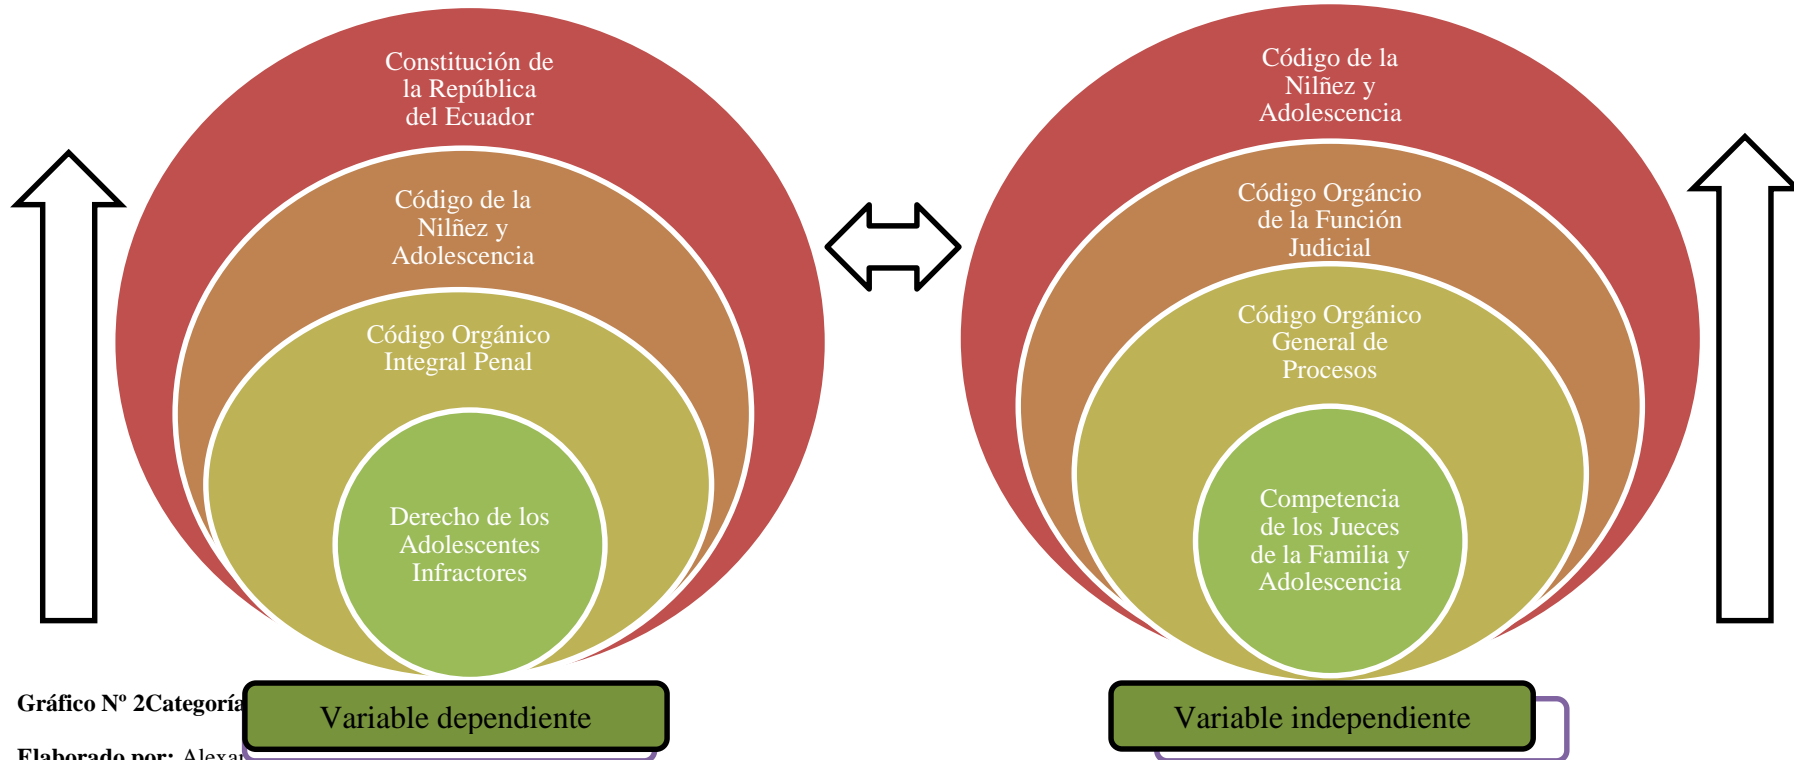 Constitución de
la República
del Ecuador
Código de la
Nilñez y
Adolescencia
Código Orgánico
Integral Penal
Derecho de los
Adolescentes
Infractores
Variable dependiente
Código de la
Nilñez y
Adolescencia
Código Orgáncio
de la Función
Judicial
Código Orgánico
General de
Procesos
Competencia
de los Jueces
de la Familia y
Adolescencia
Variable independiente
Gráfico Nº 2Categoría
Elaborado por: